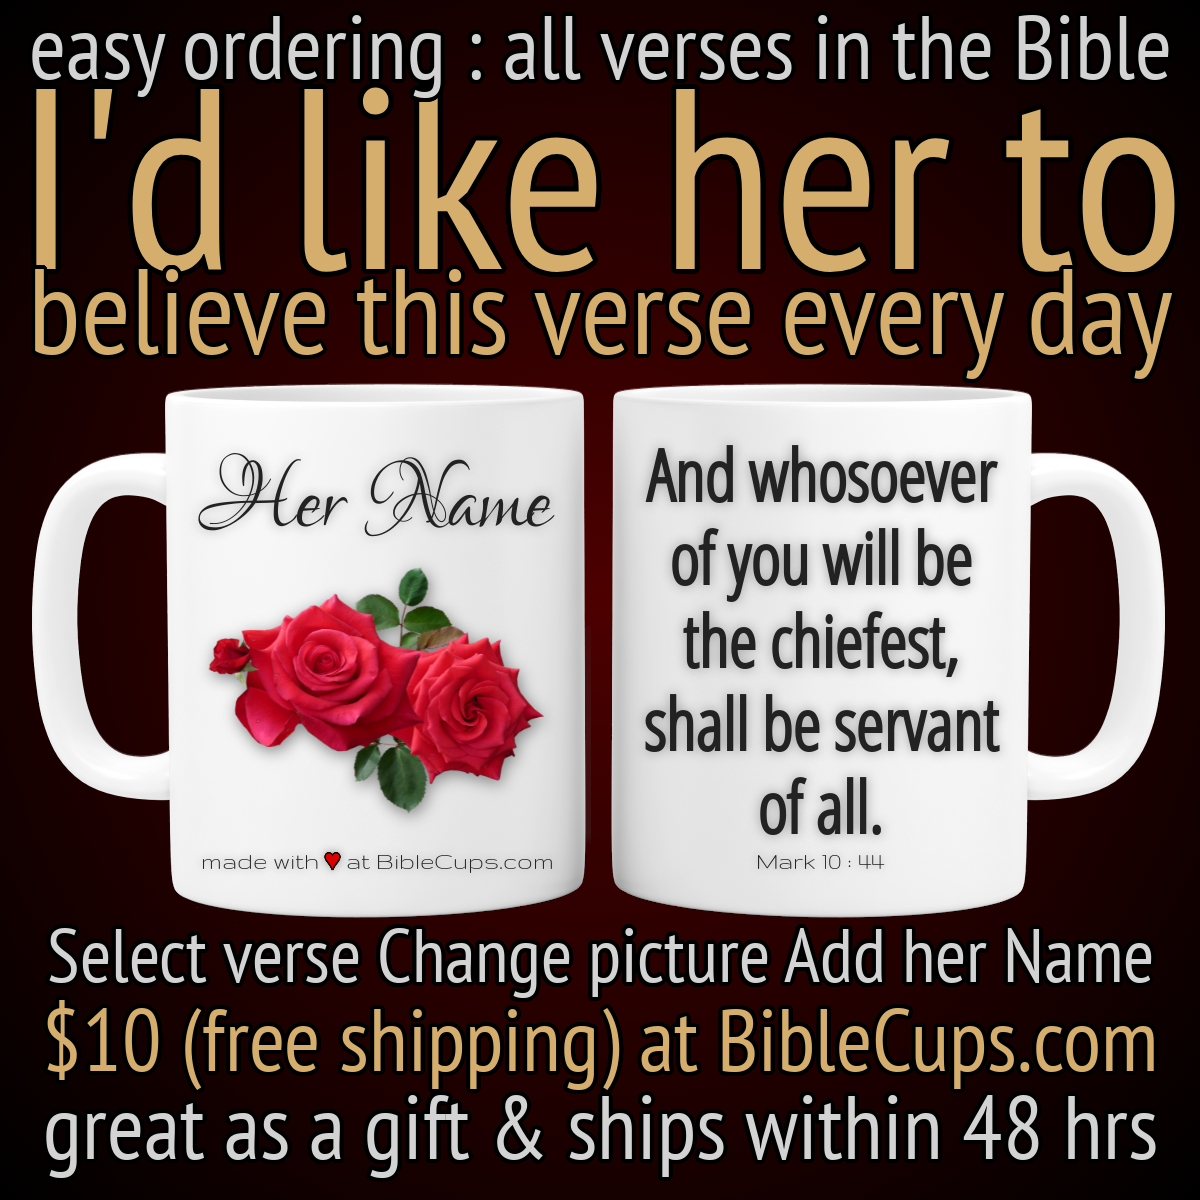 easy ordering : all verses in the Bible
I'd like her to
believe this verse every day
Her Name
made with ♥ at BibleCups.com
And whosoever
of you will be
the chiefest,
shall be servant
of all.
Mark 10 : 44
Select verse Change picture Add her Name
$10 (free shipping) at BibleCups.com
great as a gift & ships within 48 hrs